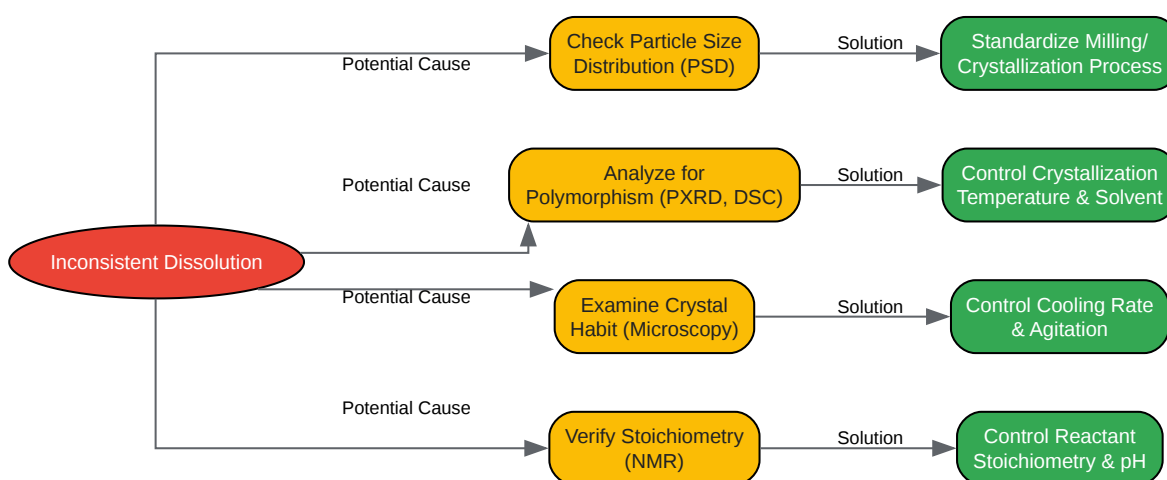 Potential Cause
Check Particle Size
Distribution (PSD)
Solution
Standardize Milling/
Crystallization Process
Potential Cause
Analyze for
Polymorphism (PXRD, DSC)
Solution
Control Crystallization
Temperature & Solvent
Inconsistent Dissolution
Potential Cause
Examine Crystal
Habit (Microscopy)
Solution
Control Cooling Rate
& Agitation
Potential Cause
Verify Stoichiometry
(NMR)
Solution
Control Reactant
Stoichiometry & pH